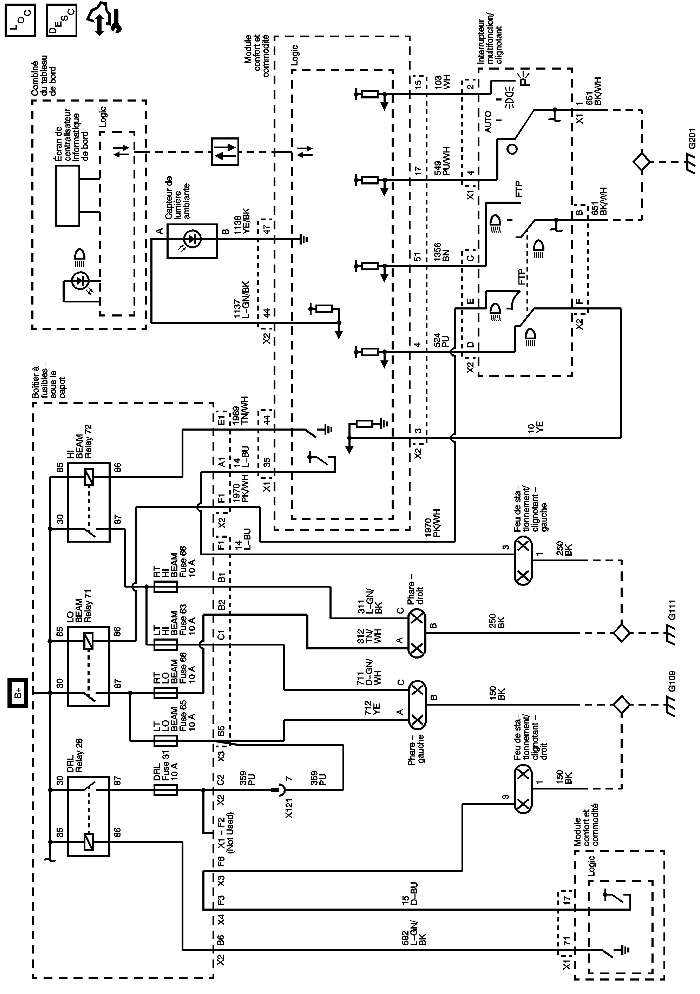 LOC
DESC
Combiné
du tableau
de bord
Écran de
centralisateur
informatique
de bord
Logic
Capteur de
lumière
ambiante
A
B
1138
YE/BK
47
1137
L-GN/BK
44
X2
Module
confort et
commodité
Logic
15
103
WH
2
17
549
PU/WH
4
X1
51
1356
BN
C
E
4
524
PU
D
X2
3
X2
10
YE
Interrupteur
multifonction/
clignotant
AUTO
P
FTP
FTP
1
X1
651
BK/WH
B
651
BK/WH
F
X2
G201
Boîtier à
fusibles
sous le
capot
B+
HI
BEAM
Relay 72
85
86
30
87
LO
BEAM
Relay 71
85
86
30
87
DRL
Relay 28
30
87
85
86
RT
HI
BEAM
Fuse 66
10 A
LT
HI
BEAM
Fuse 63
10 A
RT
LO
BEAM
Fuse 68
10 A
LT
LO
BEAM
Fuse 65
10 A
DRL
Fuse 31
10 A
E1
1969
TN/WH
44
A1
14
L-BU
35
X1
F1
1970
PK/WH
X2
F1
14
L-BU
B1
B2
C1
B5
X3
C2
X2
359
PU
7
X121
359
PU
X1 – F2
(Not Used)
F6
X3
F3
X4
B6
X2
1970
PK/WH
311
L-GN/
BK
312
TN/
WH
711
D-GN/
WH
712
YE
Phare –
droit
C
A
B
250
BK
Phare –
gauche
C
A
B
150
BK
Feu de sta-
tionnement/
clignotant –
gauche
3
1
250
BK
Feu de sta-
tionnement/
clignotant –
droit
3
1
150
BK
G111
G109
15
D-BU
17
682
L-GN/
BK
71
X1
Module
confort et
commodité
Logic